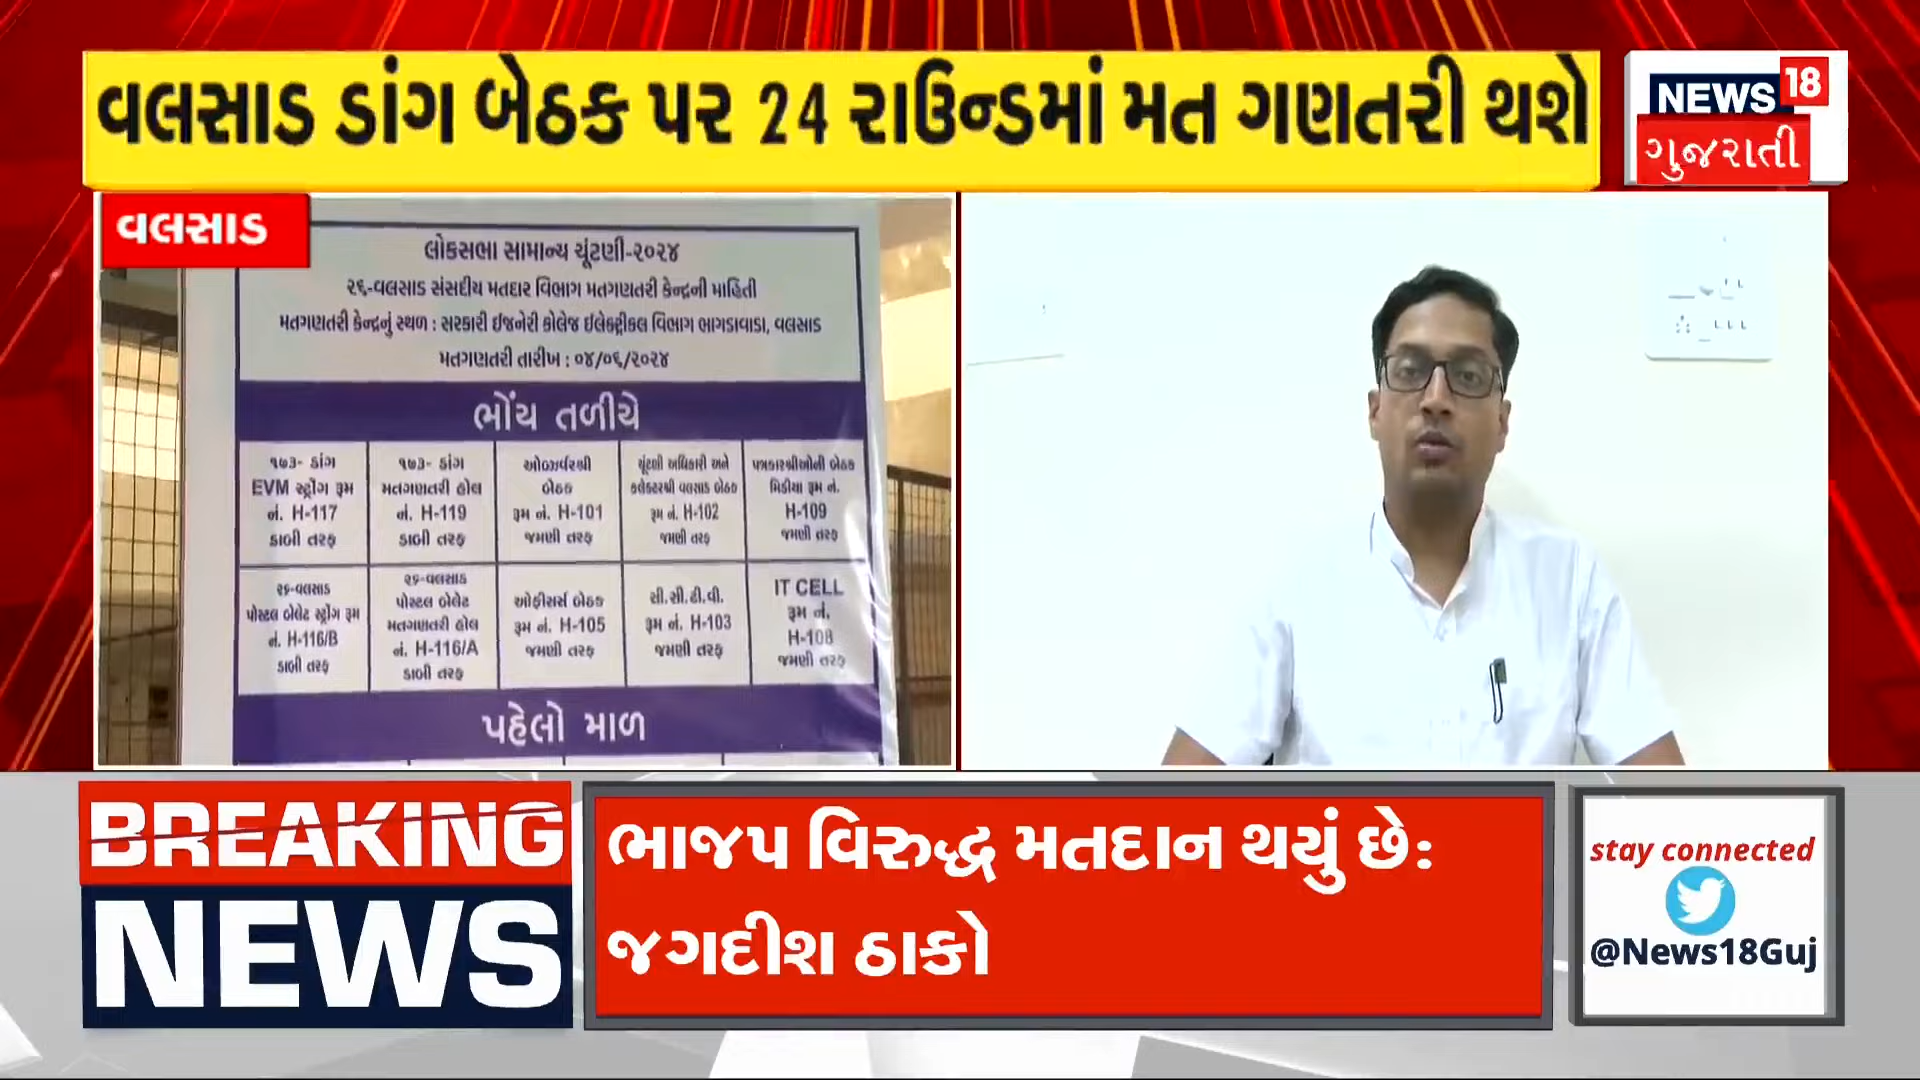 વલસાડ ડાંગ બેઠક પર 24 રાઉન્ડમાં મત ગણતરી થશે
NEWS 18
ગુજરાતી
વલસાડ
લોકસભા સામાન્ય ચૂંટણી-૨૦૨૪
૨૬-વલસાડ સંસદીય મતદાર વિભાગ મતગણતરી કેન્દ્રની માહિતી
મતગણતરી કેન્દ્રનું સ્થળ : સરકારી ઈજનેરી કોલેજ ઈલેક્ટ્રીકલ વિભાગ ભાગડાવાડા, વલસાડ
મતગણતરી તારીખ : ૦૪/૦૬/૨૦૨૪
ભોંય તળીયે
૧૭૩- ડાંગ
EVM સ્ટ્રોંગ રૂમ
નં. H-117
ડાબી તરફ
૧૭૩- ડાંગ
મતગણતરી હોલ
નં. H-119
ડાબી તરફ
ઓબ્ઝર્વરશ્રી
બેઠક
રૂમ નં. H-101
જમણી તરફ
ચૂંટણી અધિકારી અને
કલેક્ટરશ્રી વલસાડ બેઠક
રૂમ નં. H-102
જમણી તરફ
પત્રકારશ્રીઓની બેઠક
મિડીયા રૂમ નં.
H-109
જમણી તરફ
૨૬-વલસાડ
પોસ્ટલ બેલેટ સ્ટ્રોંગ રૂમ
નં. H-116/B
ડાબી તરફ
૨૬-વલસાડ
પોસ્ટલ બેલેટ
મતગણતરી હોલ
નં. H-116/A
ડાબી તરફ
ઓફીસર્સ બેઠક
રૂમ નં. H-105
જમણી તરફ
સી.સી.ટી.વી.
રૂમ નં. H-103
જમણી તરફ
IT CELL
રૂમ નં.
H-108
જમણી તરફ
પહેલો માળ
BREAKING
NEWS
ભાજપ વિરુદ્ધ મતદાન થયું છે:
જગદીશ ઠાકો
stay connected
@News18Guj